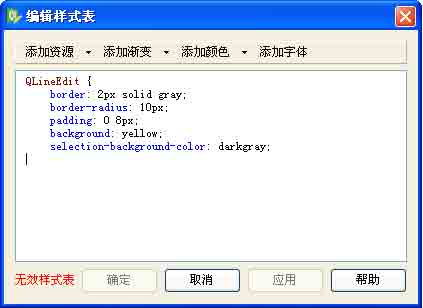 编辑样式表
添加资源 添加渐变 添加颜色 添加字体
QLineEdit {
    border: 2px solid gray;
    border-radius: 10px;
    padding: 0 8px;
    background: yellow;
    selection-background-color: darkgray;
无效样式表 确定 取消 应用 帮助